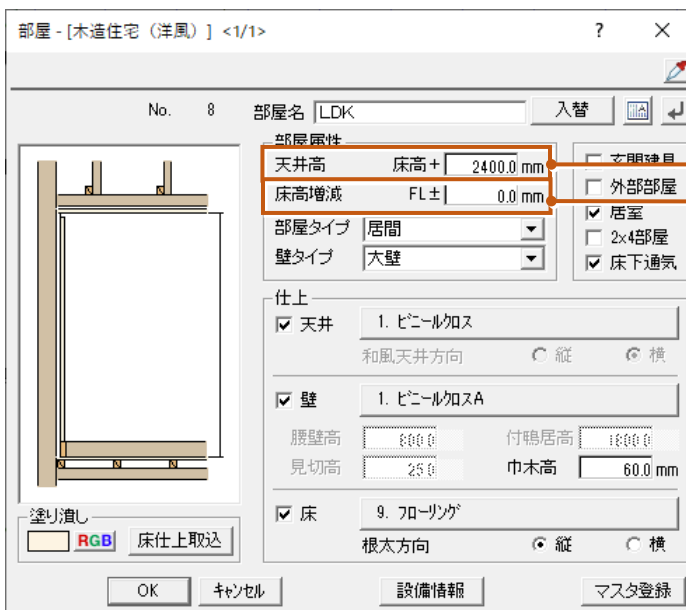 部屋 - [木造住宅（洋風）] <1/1> ?
No. 8 部屋名 LDK 入替
部屋属性
天井高 床高+ 2400.0 mm 玄関建具
床高増減 FL± 0.0 mm 外部部屋
部屋タイプ 居間 居室
2×4部屋
壁タイプ 大壁 床下通気
仕上
天井 1. ビニールクロス
和風天井方向 縦 横
壁 1. ビニールクロスA
腰壁高 付鴨居高
見切高 巾木高 60.0 mm
塗り潰し 床 9. フローリング
RGB 床仕上取込 根太方向 縦 横
OK キャンセル 設備情報 マスタ登録